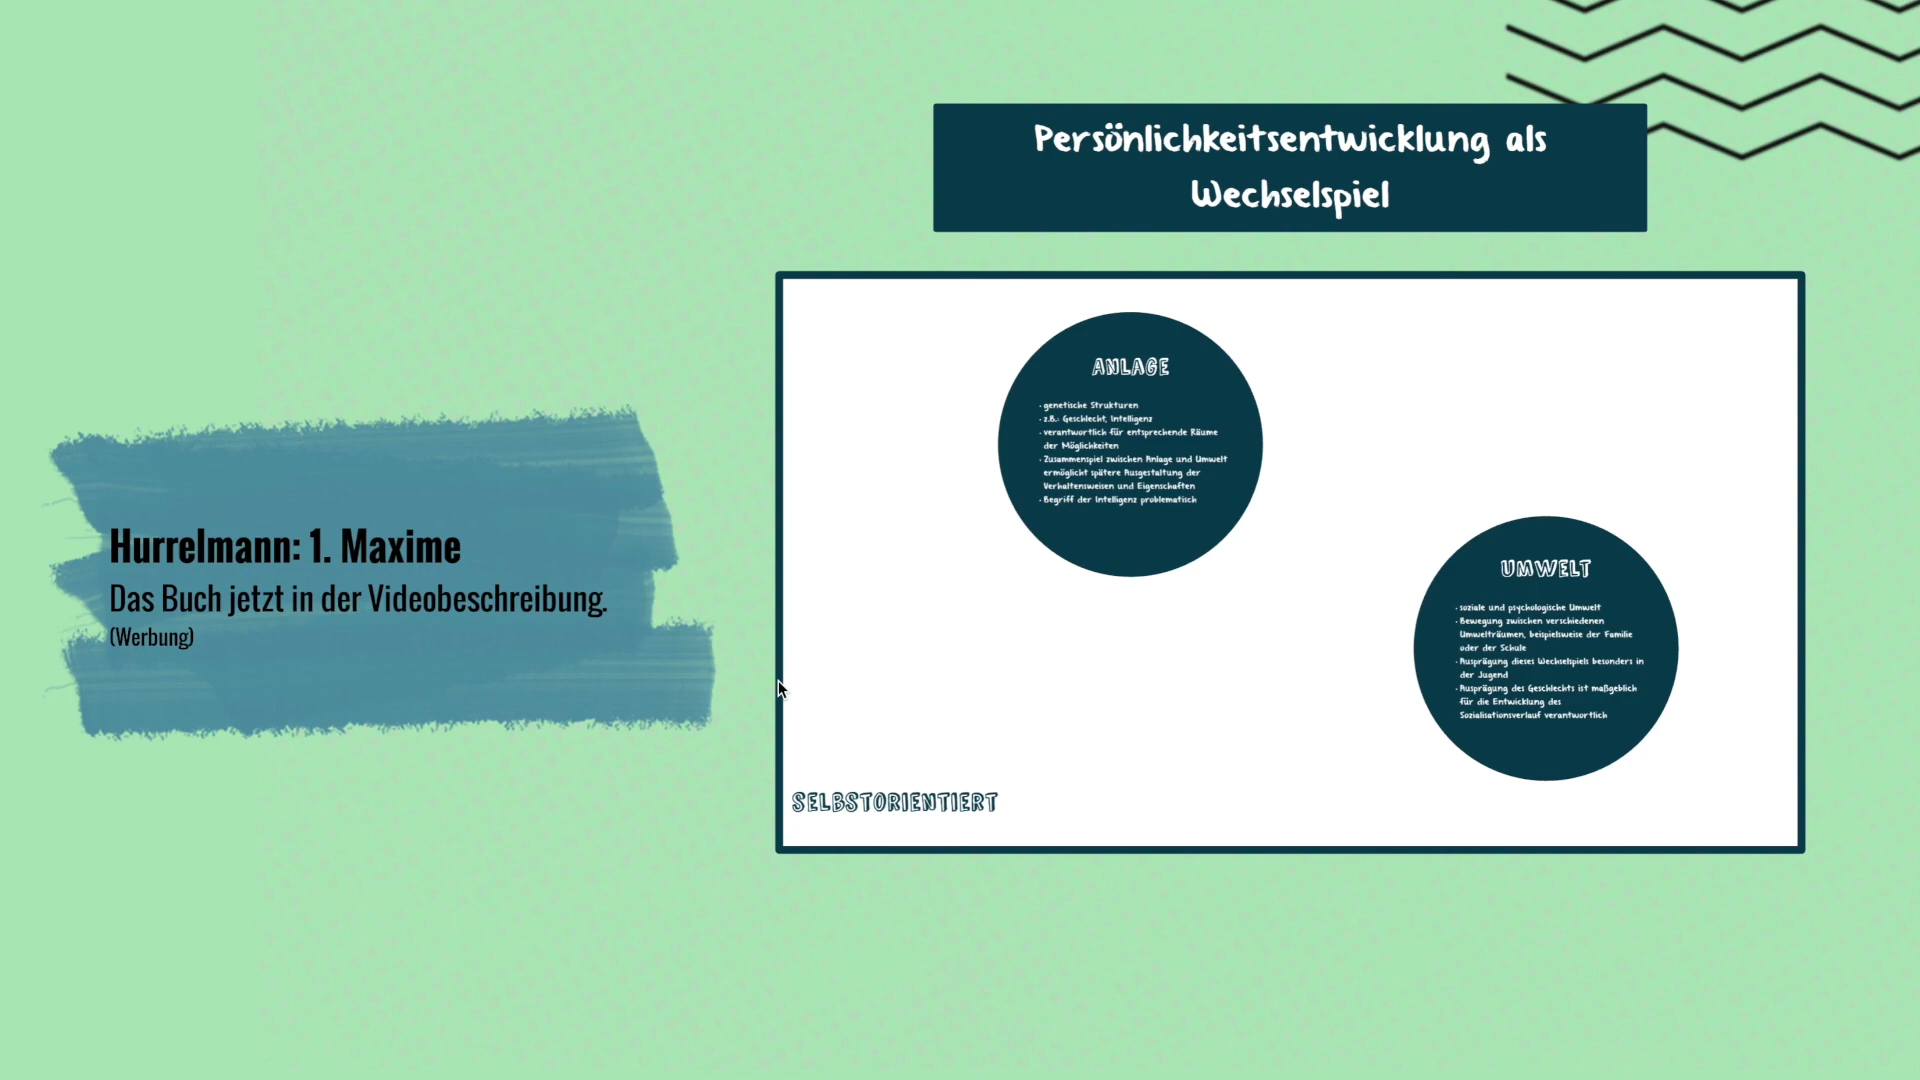 Persönlichkeitsentwicklung als
Wechselspiel
Hurrelmann: 1. Maxime
Das Buch jetzt in der Videobeschreibung.
(Werbung)
ANLAGE
· genetische Strukturen
· z.B.: Geschlecht, Intelligenz
· verantwortlich für entsprechende Räume
der Möglichkeiten
· Zusammenspiel zwischen Anlage und Umwelt
ermöglicht spätere Ausgestaltung der
Verhaltensweisen und Eigenschaften
· Begriff der Intelligenz problematisch
UMWELT
· soziale und psychologische Umwelt
· Bewegung zwischen verschiedenen
Umwelträumen, beispielsweise der Familie
oder der Schule
· Ausprägung dieses Wechselspiels besonders in
der Jugend
· Ausprägung des Geschlechts ist maßgeblich
für die Entwicklung des
Sozialisationsverlauf verantwortlich
SELBSTORIENTIERT